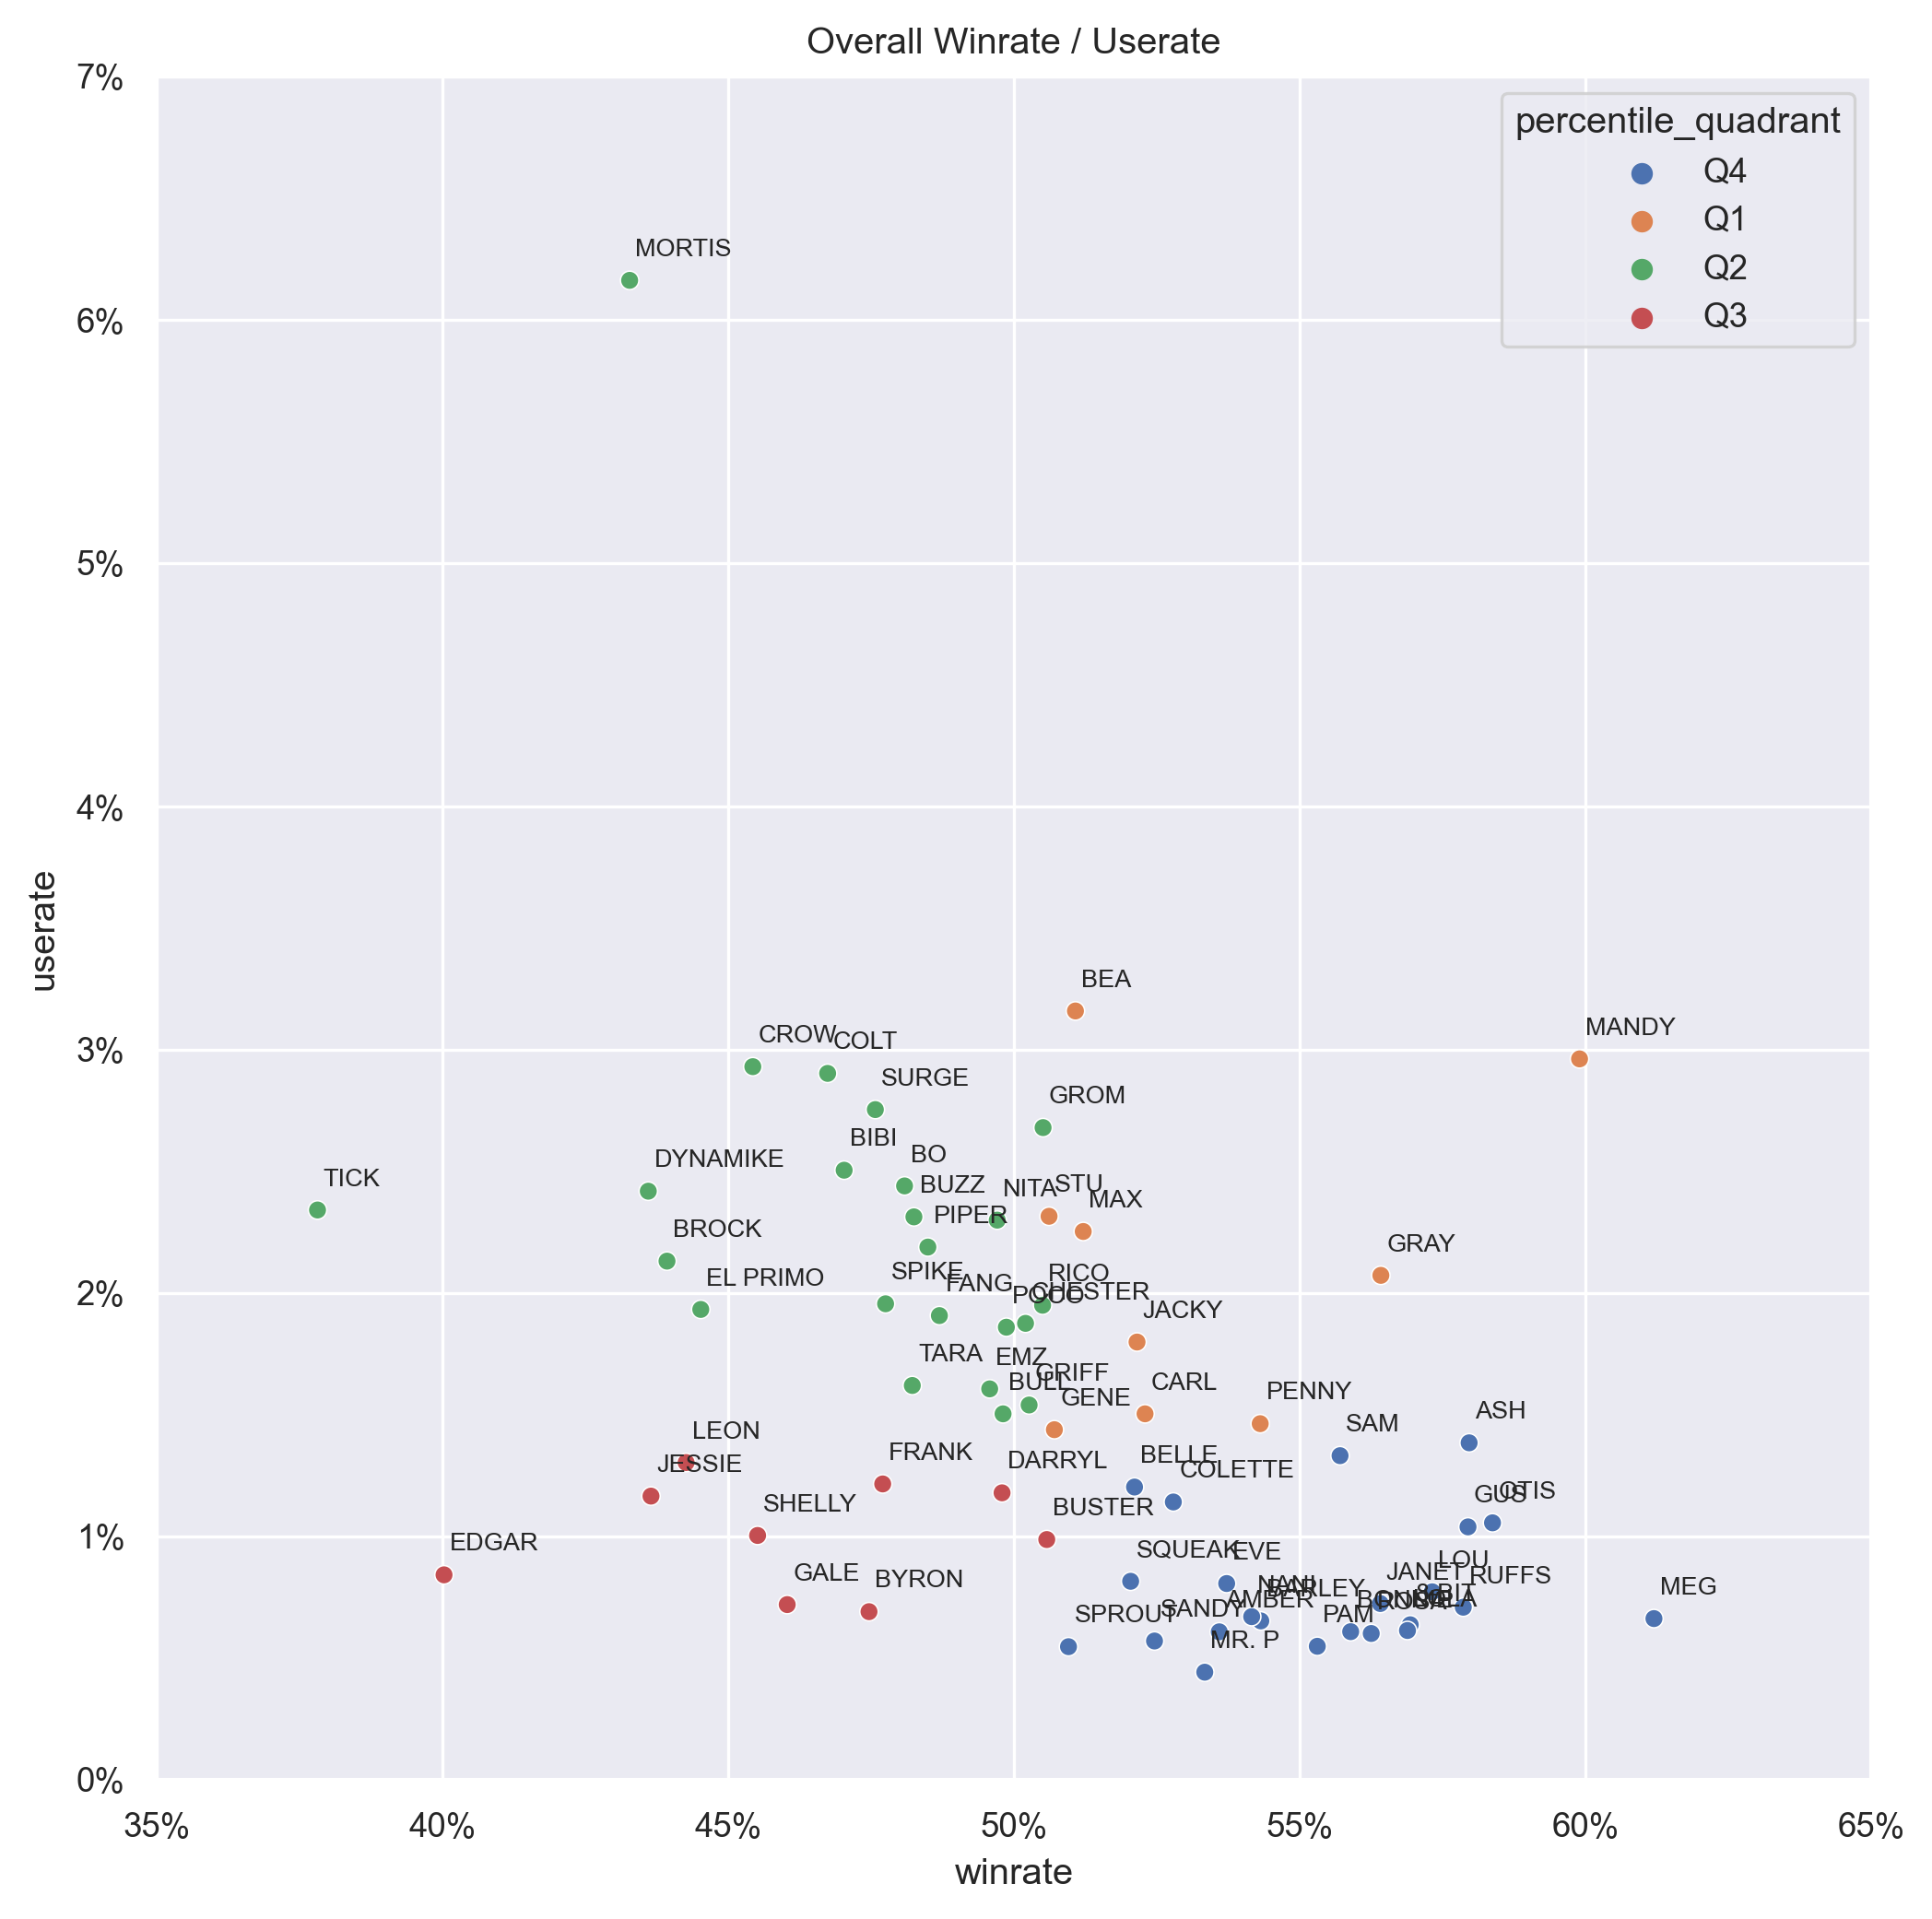 Overall Winrate / Userate
7%
6%
5%
4%
3%
2%
1%
0%
userate
percentile_quadrant
Q4
Q1
Q2
Q3
MORTIS
BEA
MANDY
CROW
COLT
SURGE
GROM
BIBI
BO
DYNAMIKE
TICK
BUZZ
NITA
STU
MAX
PIPER
BROCK
GRAY
EL PRIMO
SPIKE
FANG
RICO
POCO
CHESTER
JACKY
TARA
EMZ
GRIFF
BULL
GENE
CARL
PENNY
ASH
SAM
LEON
JESSIE
FRANK
DARRYL
BELLE
COLETTE
SHELLY
BUSTER
GUS
OTIS
EDGAR
SQUEAK
EVE
LOU
GALE
BYRON
JANET
RUFFS
MEG
NANI
BARLEY
AMBER
SANDY
SPROUT
PAM
ROSA
MR. P
35%
40%
45%
50%
55%
60%
65%
winrate